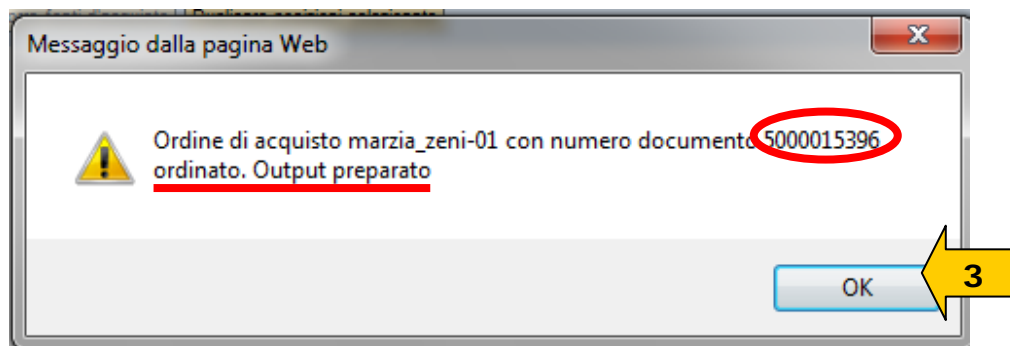 Messaggio dalla pagina Web
Ordine di acquisto marzia_zeni-01 con numero documento 5000015396
ordinato. Output preparato
OK
3